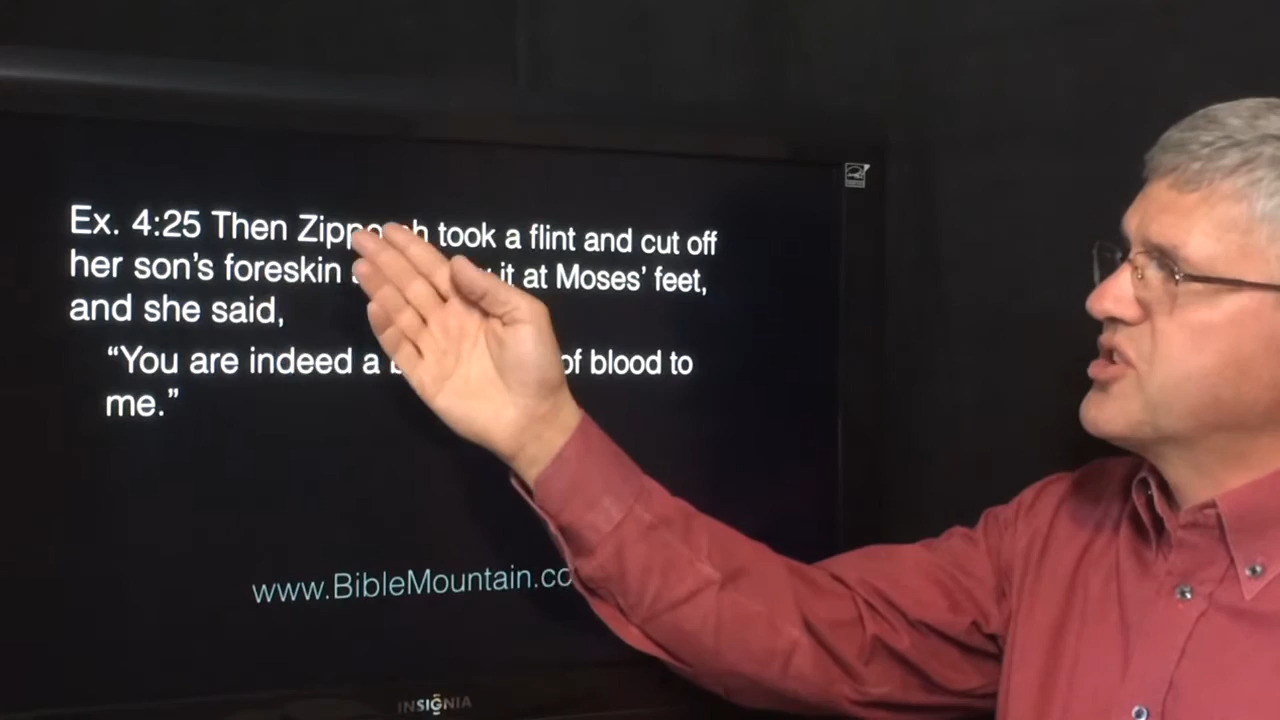 Ex. 4:25 Then took a flint and cut off
her son's foreskin it at Moses' feet,
and she said,
"You are indeed a of blood to
me."
www.BibleMountain.co
INSIGNIA